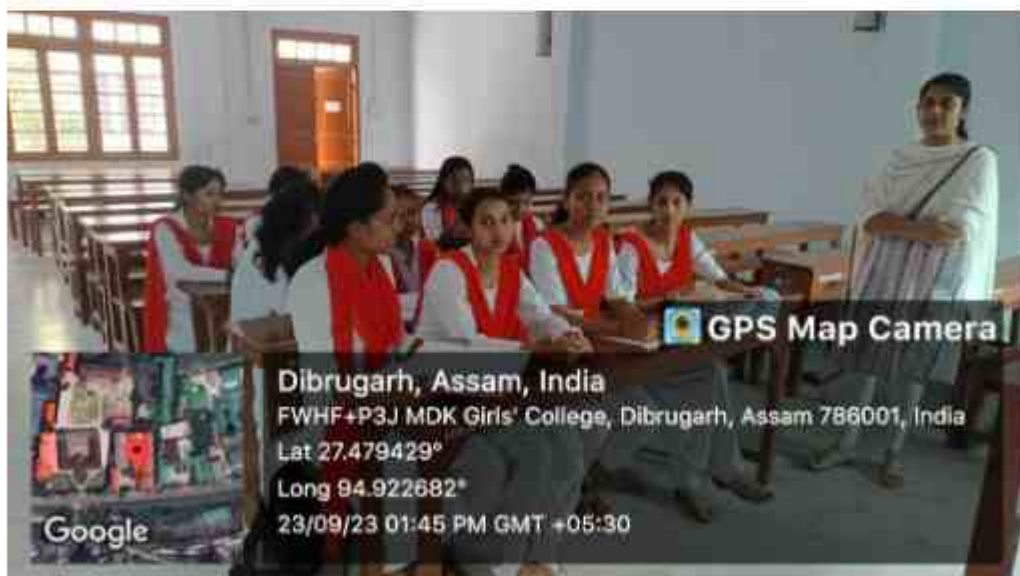 GPS Map Camera
Dibrugarh, Assam, India
FWHF+P3J MDK Girls' College, Dibrugarh, Assam 786001, India
Lat 27.479429°
Long 94.922682°
23/09/23 01:45 PM GMT +05:30
Google